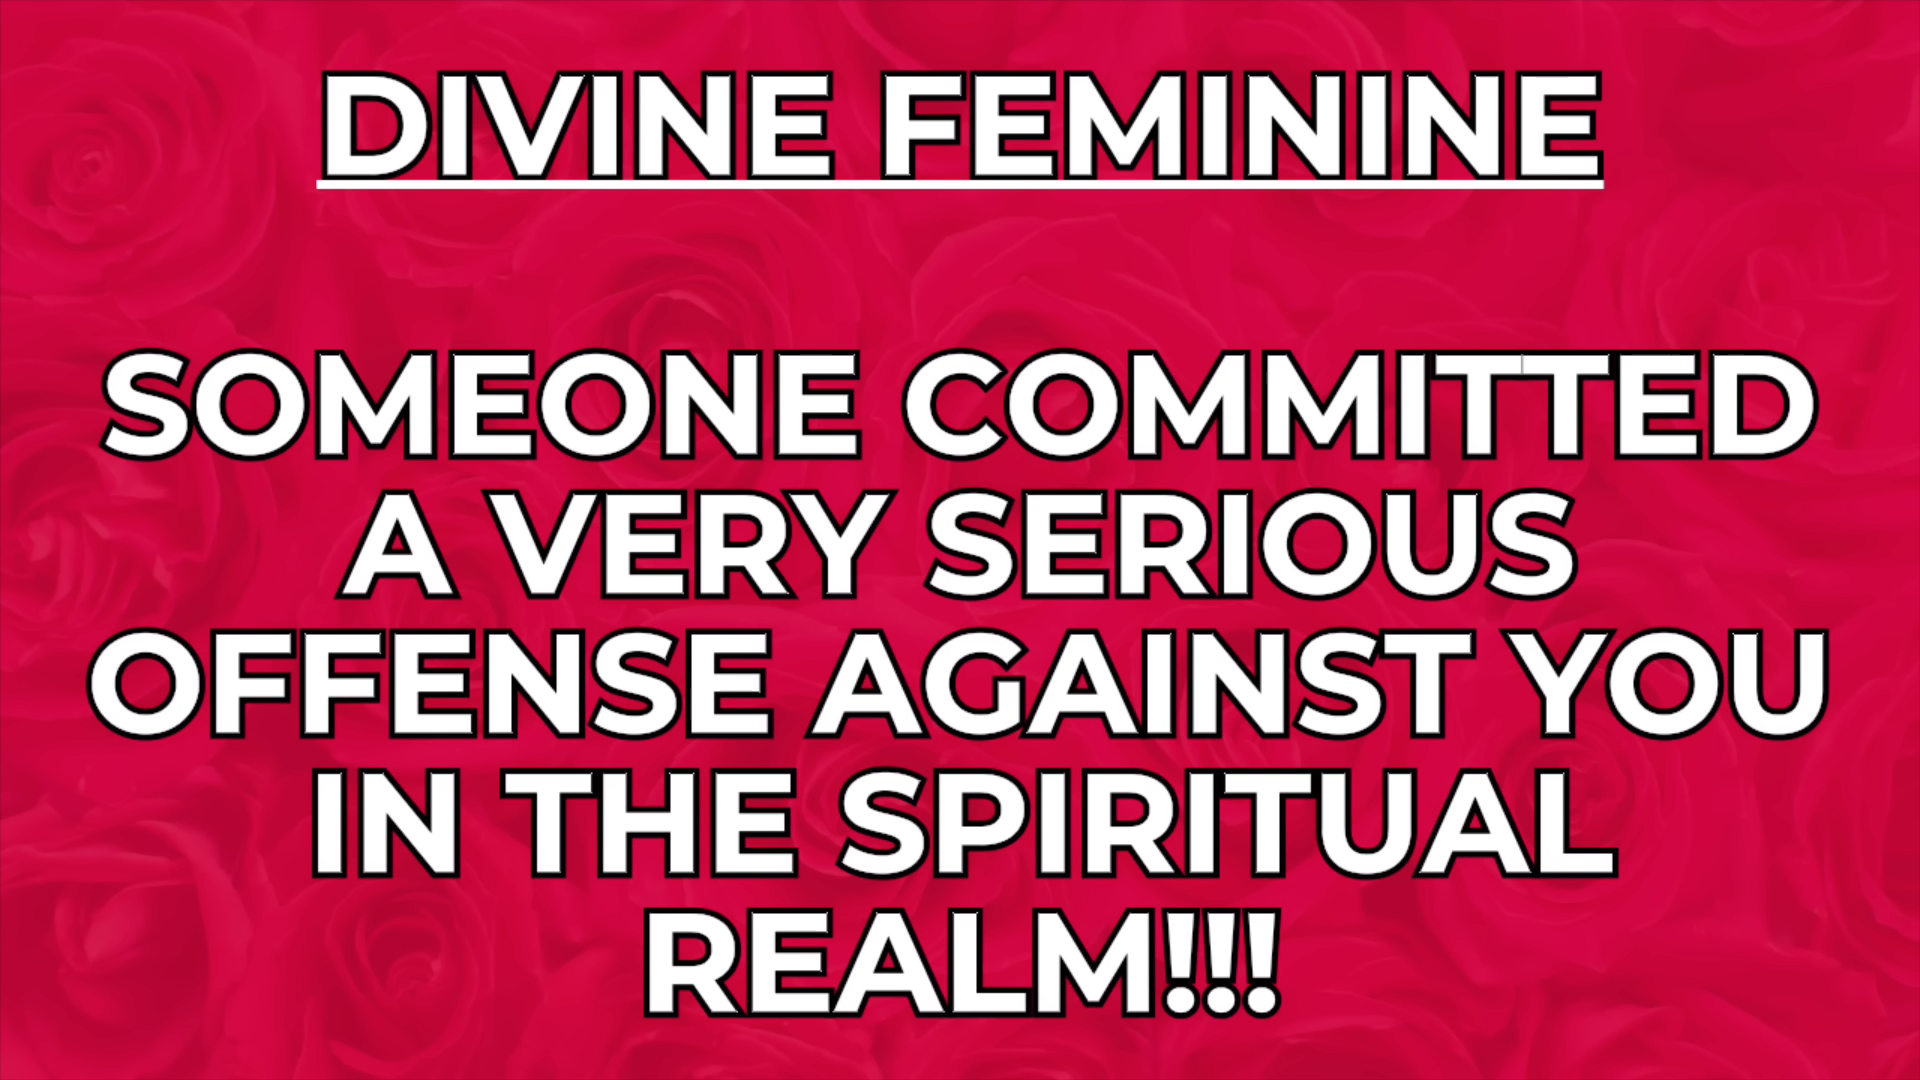 DIVINE FEMININE
SOMEONE COMMITTED
A VERY SERIOUS
OFFENSE AGAINST YOU
IN THE SPIRITUAL
REALM!!!